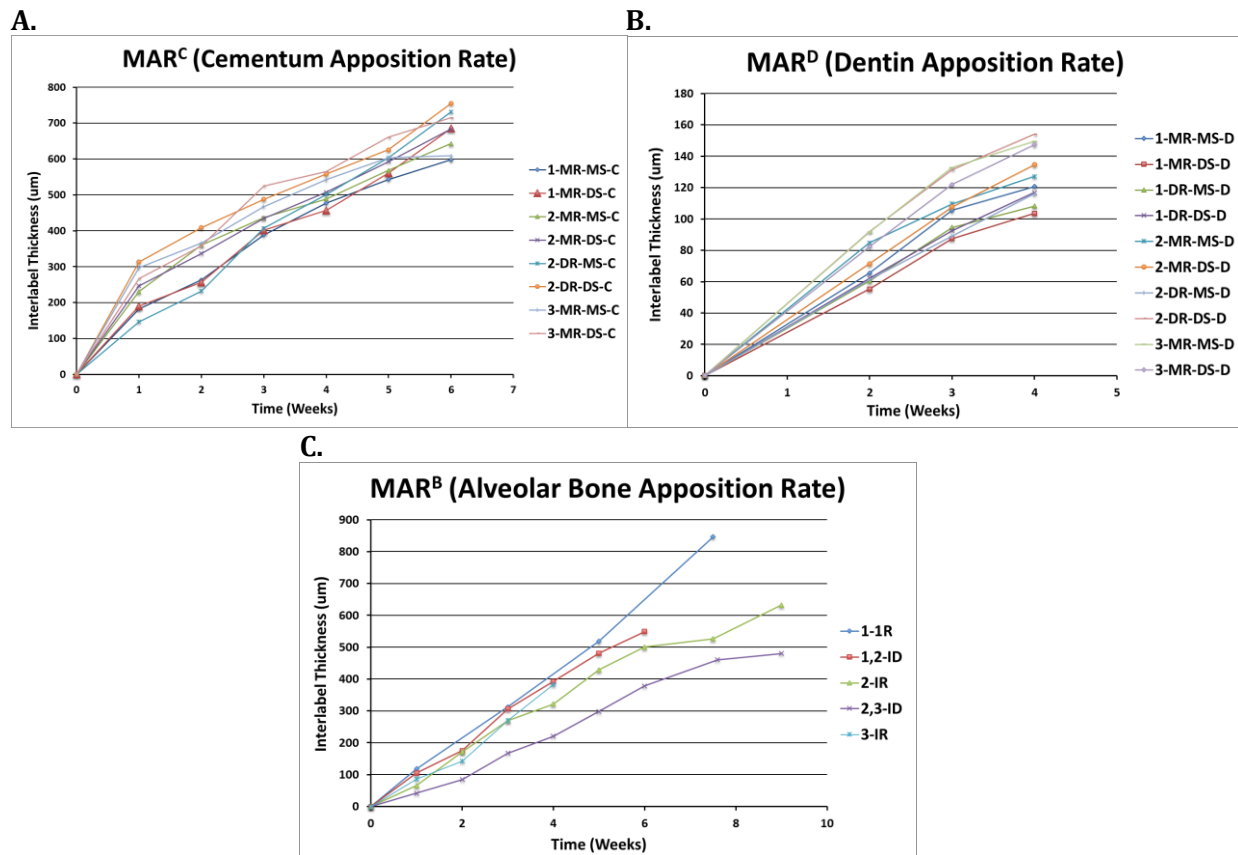 A.
MARC (Cementum Apposition Rate)
Interlabel Thickness (um)
800
700
600
500
400
300
200
100
0
0 1 2 3 4 5 6 7
Time (Weeks)
1-MR-MS-C
1-MR-DS-C
2-MR-MS-C
2-MR-DS-C
2-DR-MS-C
2-DR-DS-C
3-MR-MS-C
3-MR-DS-C
B.
MARD (Dentin Apposition Rate)
Interlabel Thickness (um)
180
160
140
120
100
80
60
40
20
0
0 1 2 3 4 5
Time (Weeks)
1-MR-MS-D
1-MR-DS-D
1-DR-MS-D
1-DR-DS-D
2-MR-MS-D
2-MR-DS-D
2-DR-MS-D
2-DR-DS-D
3-MR-MS-D
3-MR-DS-D
C.
MARB (Alveolar Bone Apposition Rate)
Interlabel Thickness (um)
900
800
700
600
500
400
300
200
100
0
0 2 4 6 8 10
Time (Weeks)
1-1R
1,2-ID
2-IR
2,3-ID
3-IR